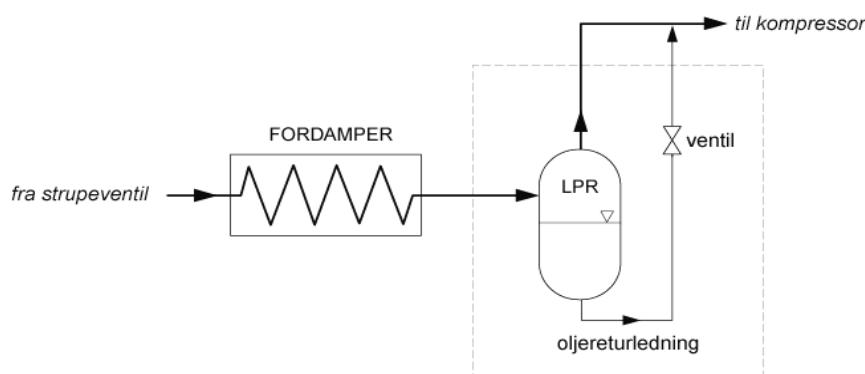 til kompressor
FORDAMPER
ventil
fra strupeventil
LPR
oljereturledning